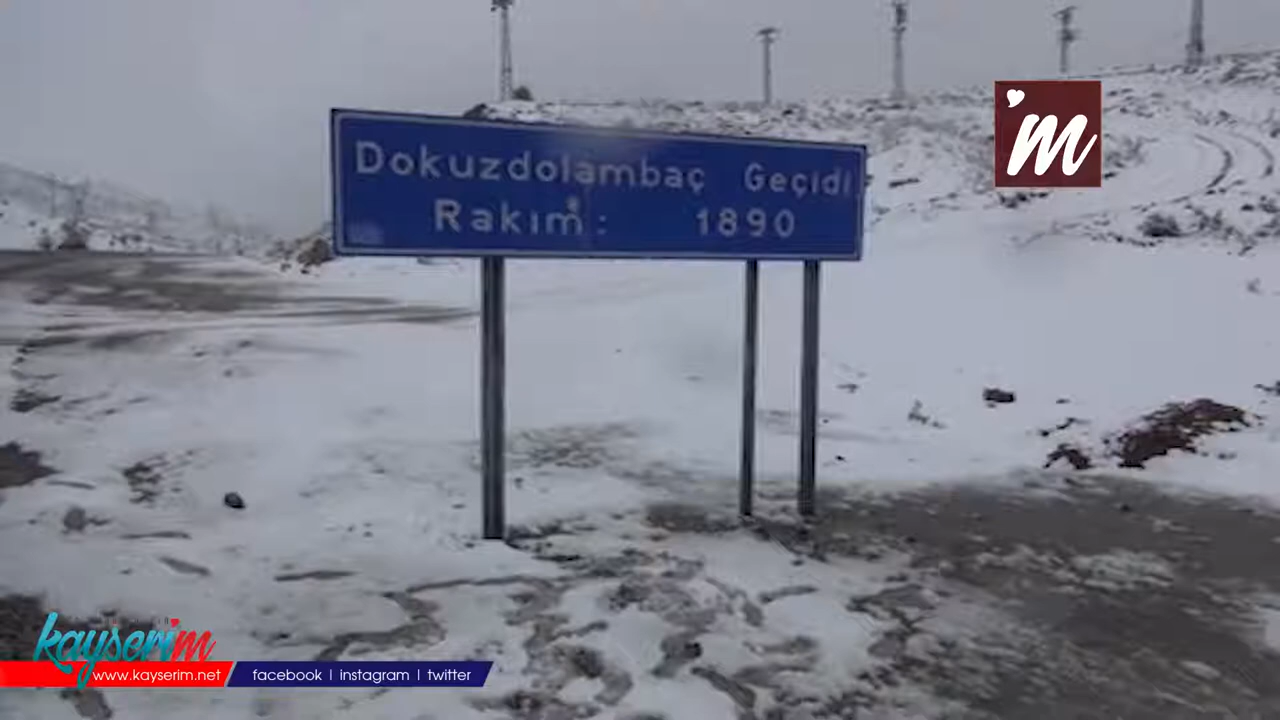 Dokuzdolambaç Geçidi
Rakım: 1890
'm
kayserim
www.kayserim.net
facebook | instagram | twitter